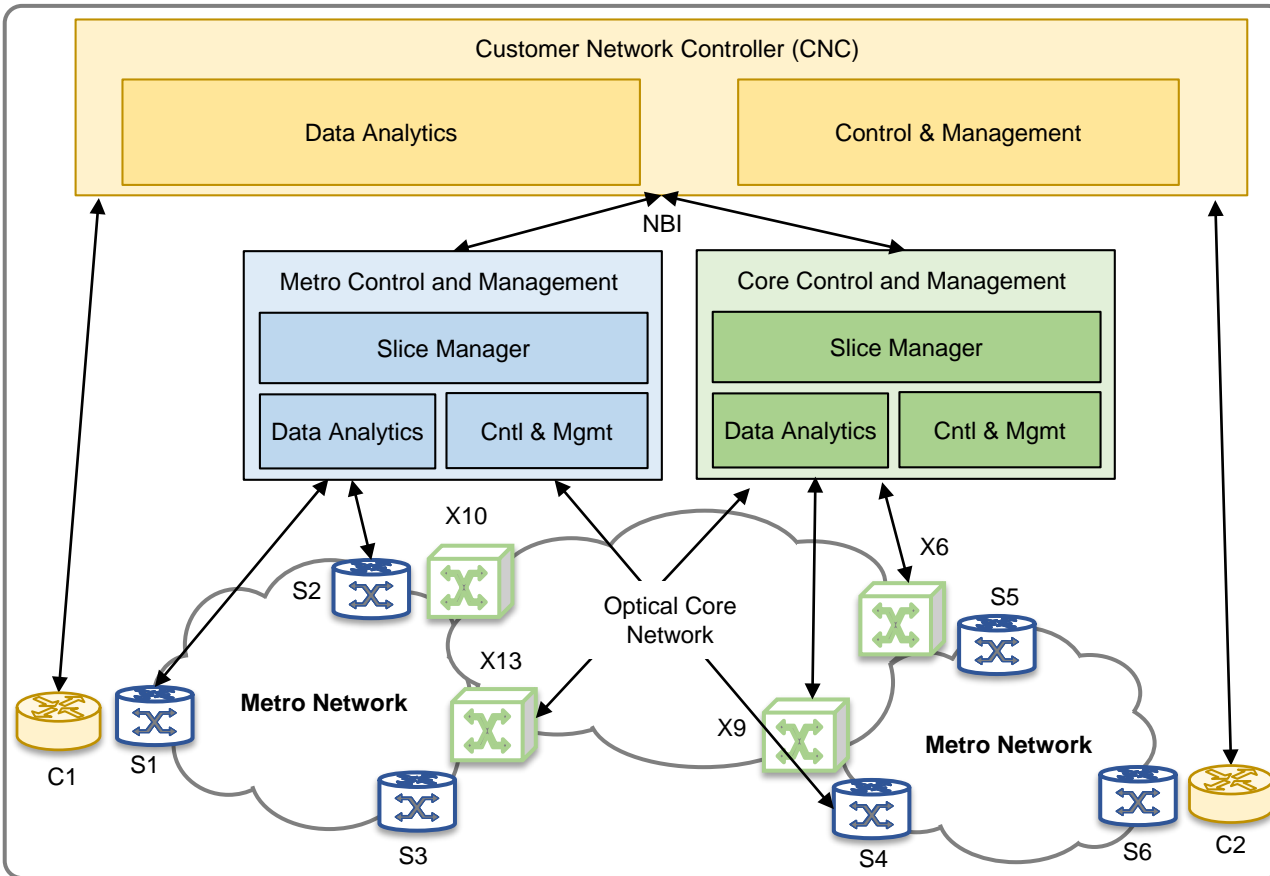 Customer Network Controller (CNC)
Data Analytics
Control & Management
NBI
Metro Control and Management
Slice Manager
Data Analytics
Cntl & Mgmt
Core Control and Management
Slice Manager
Data Analytics
Cntl & Mgmt
X10
X6
S2
S5
Optical Core
Network
X13
Metro Network
X9
Metro Network
C1
S1
S3
S4
S6
C2